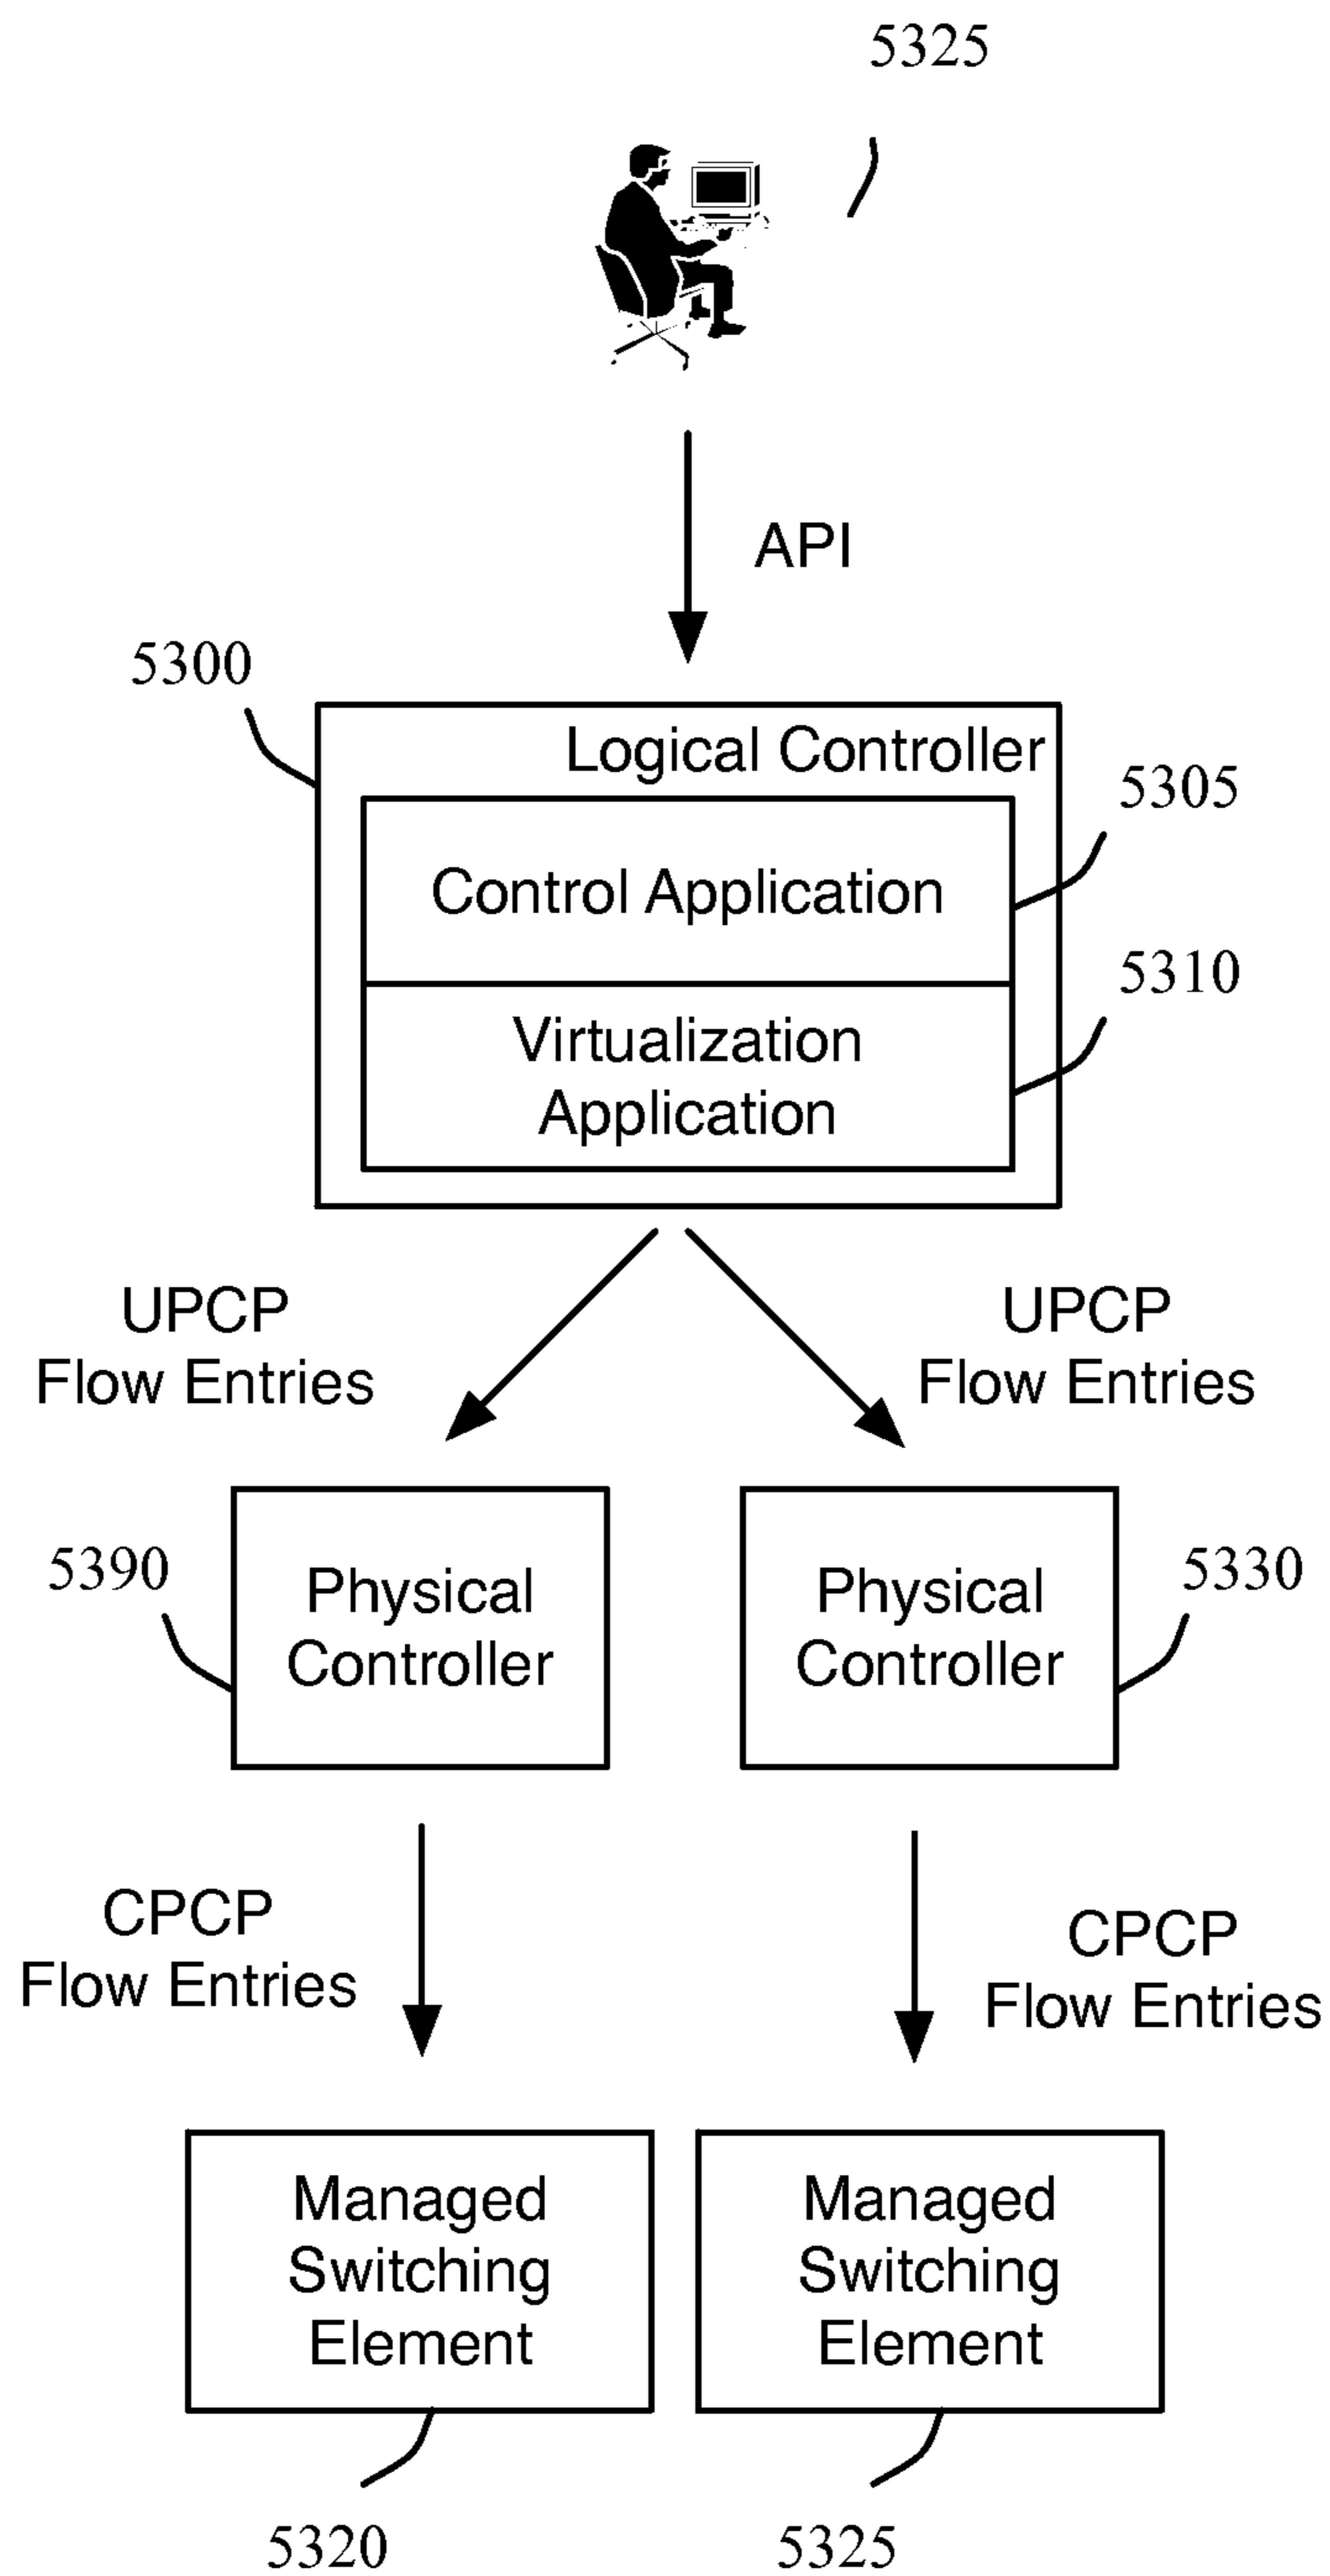 5325
API
5300
Logical Controller
5305
Control Application
5310
Virtualization
Application
UPCP
Flow Entries
UPCP
Flow Entries
5390
Physical
Controller
Physical
Controller
5330
CPCP
Flow Entries
CPCP
Flow Entries
Managed
Switching
Element
Managed
Switching
Element
5320
5325